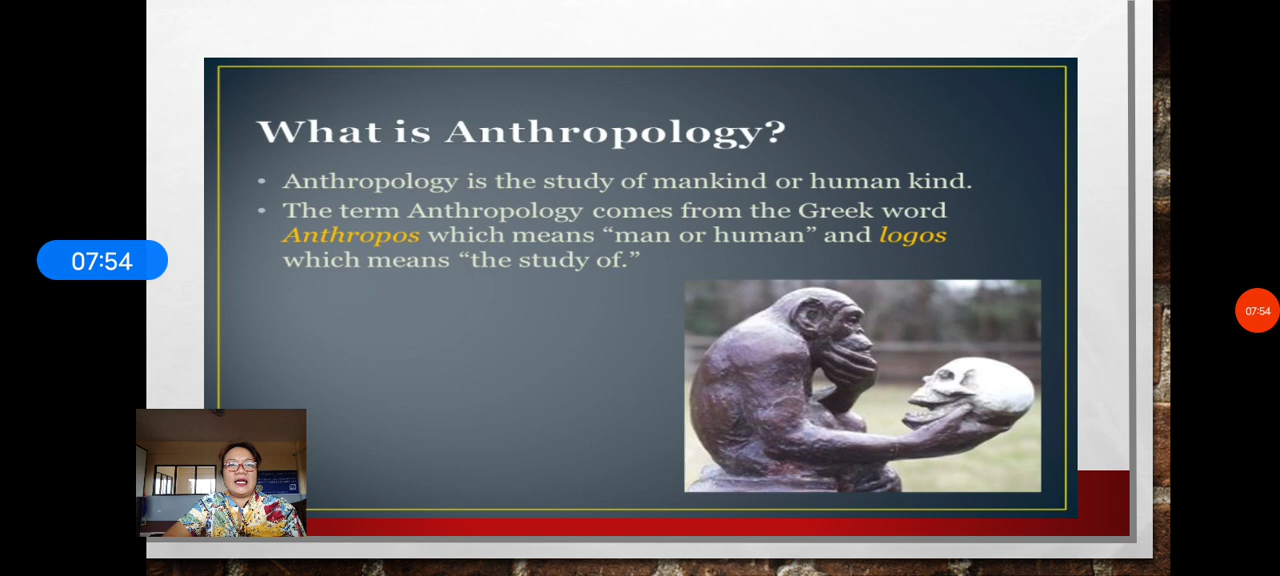 What is Anthropology?
• Anthropology is the study of mankind or human kind.
• The term Anthropology comes from the Greek word
Anthropos which means “man or human” and logos
which means “the study of.”
07:54
07:54